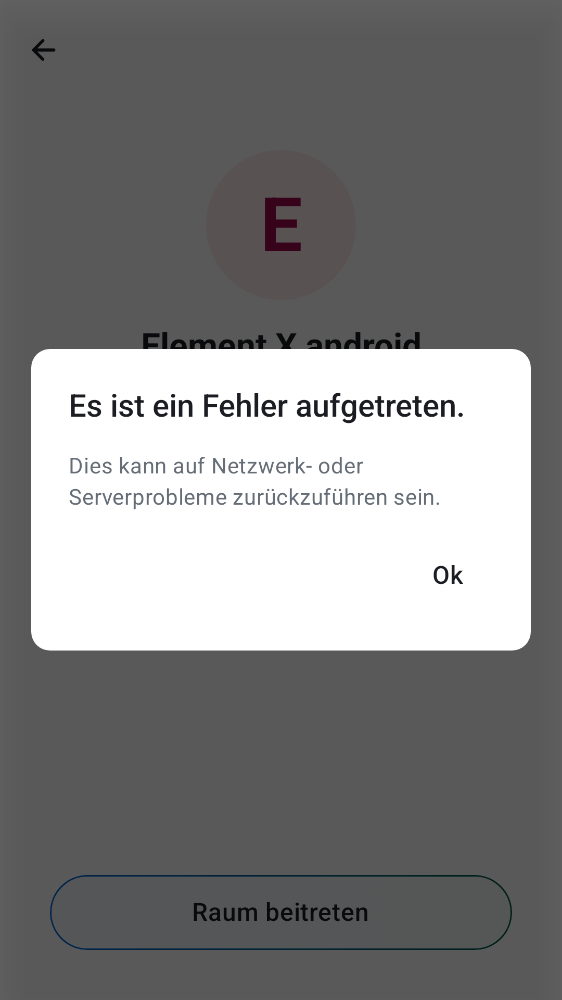 E
Element X android
Es ist ein Fehler aufgetreten.
Dies kann auf Netzwerk- oder
Serverprobleme zurückzuführen sein.
Ok
Raum beitreten